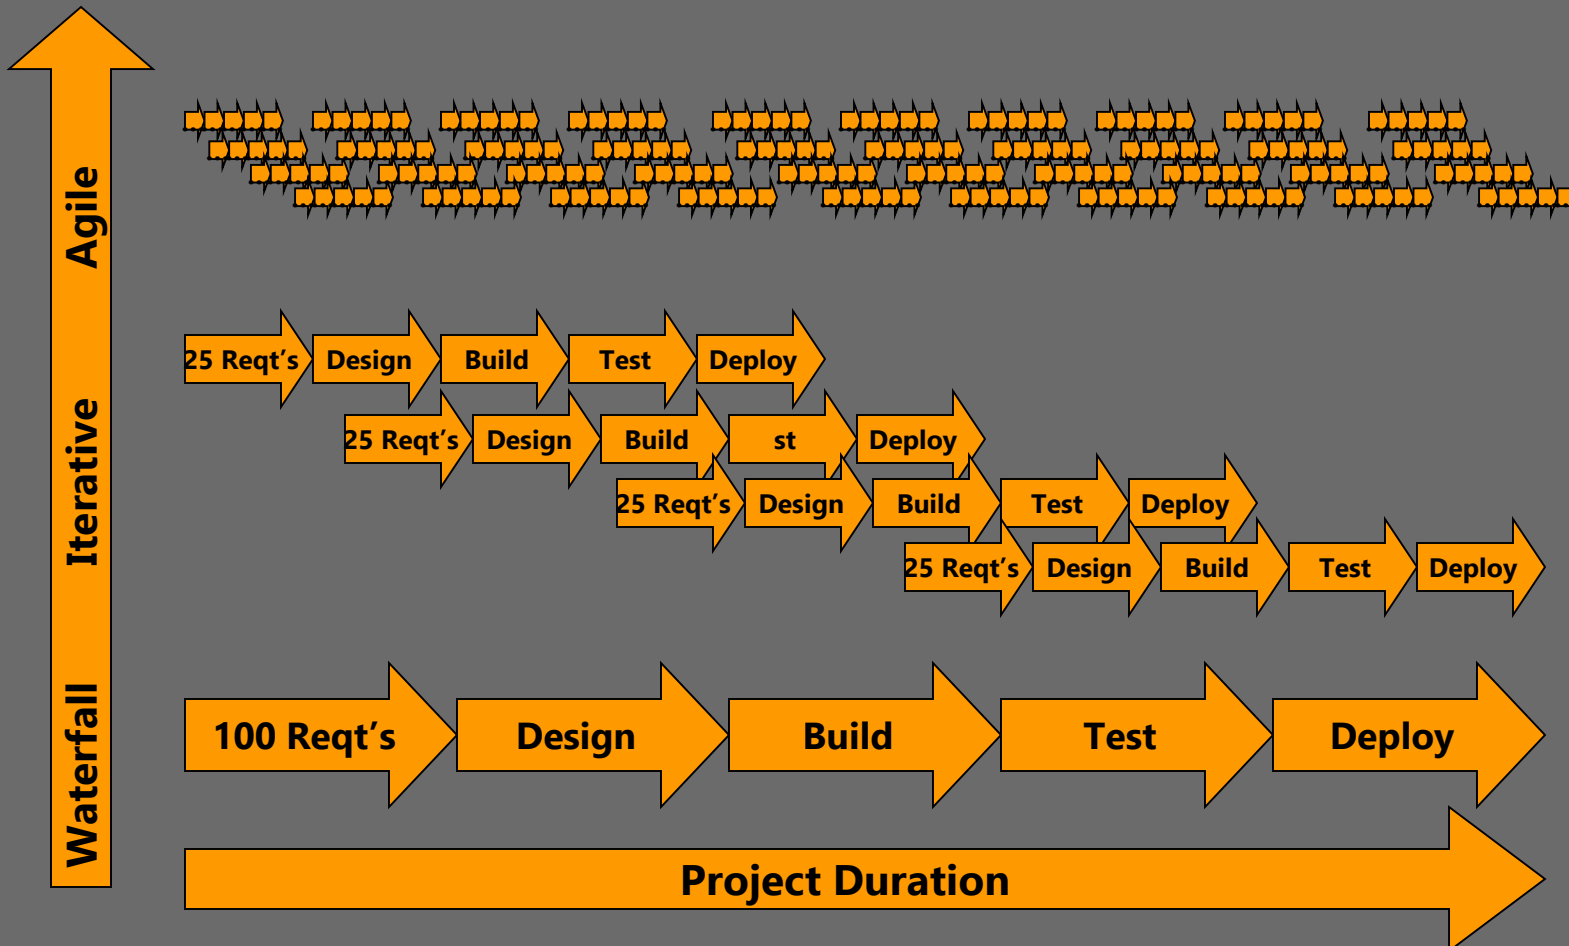 Agile
25 Reqt’s Design Build Test Deploy
25 Reqt’s Design Build st Deploy
Iterative
25 Reqt’s Design Build Test Deploy
25 Reqt’s Design Build Test Deploy
Waterfall
100 Reqt’s Design Build Test Deploy
Project Duration